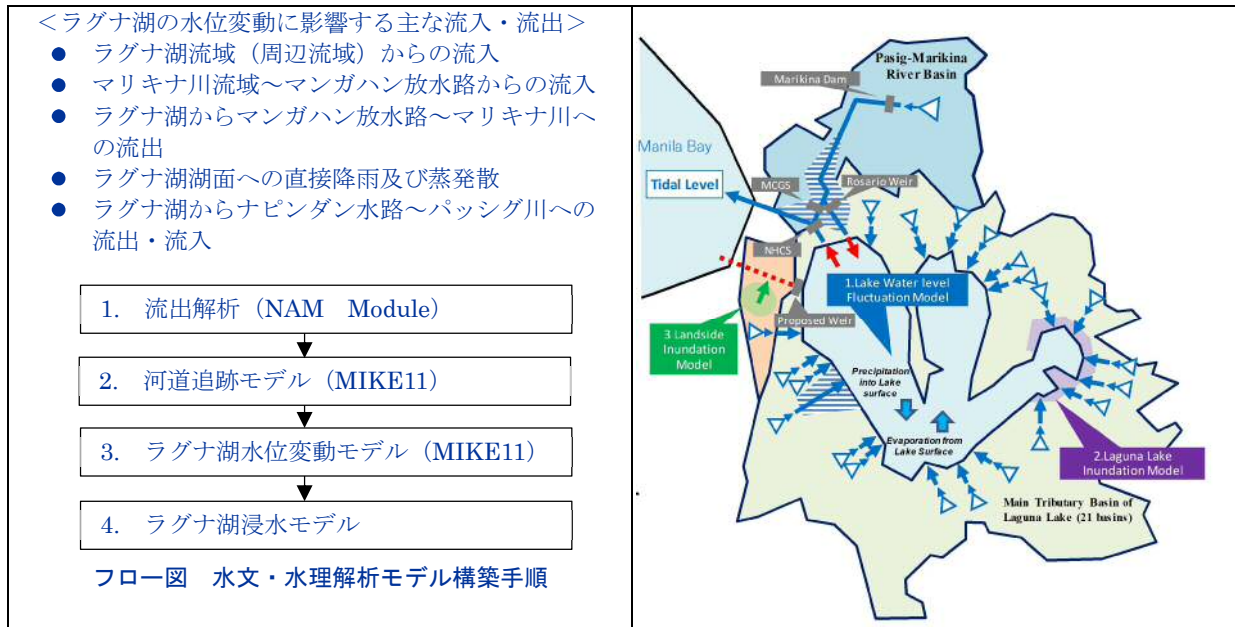 ＜ラグナ湖の水位変動に影響する主な流入・流出＞
● ラグナ湖流域（周辺流域）からの流入
● マリキナ川流域～マンガハン放水路からの流入
● ラグナ湖からマンガハン放水路～マリキナ川へ
の流出
● ラグナ湖湖面への直接降雨及び蒸発散
● ラグナ湖からナピンダン水路～パッシグ川への
流出・流入
1. 流出解析（NAM Module）
2. 河道追跡モデル（MIKE11）
3. ラグナ湖水位変動モデル（MIKE11）
4. ラグナ湖浸水モデル
フロー図 水文・水理解析モデル構築手順
Pasig-Marikina
River Basin
Marikina Dam
Manila Bay
Tidal Level
MCGS
Rosario Weir
NHCS
1.Lake Water level
Fluctuation Model
Proposed Weir
3.Landside
Inundation
Model
Precipitation
into Lake
surface
Evaporation from
Lake Surface
2.Laguna Lake
Inundation Model
Main Tributary Basin of
Laguna Lake (21 basins)